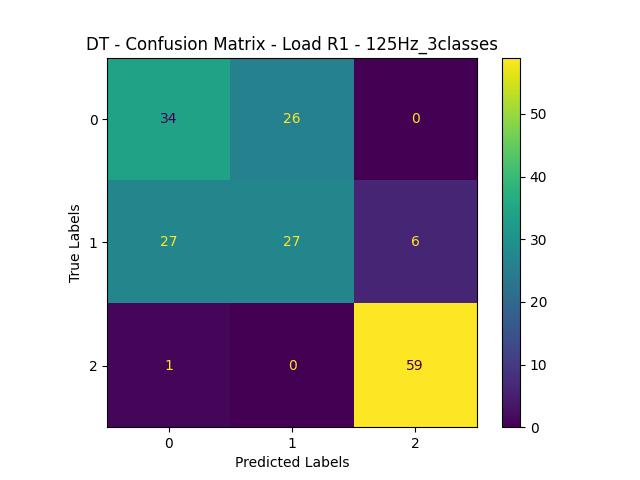 DT - Confusion Matrix - Load R1 - 125Hz_3classes
0 34 26 0
1 27 27 6
2 1 0 59
0 1 2
Predicted Labels
True Labels
50
40
30
20
10
0